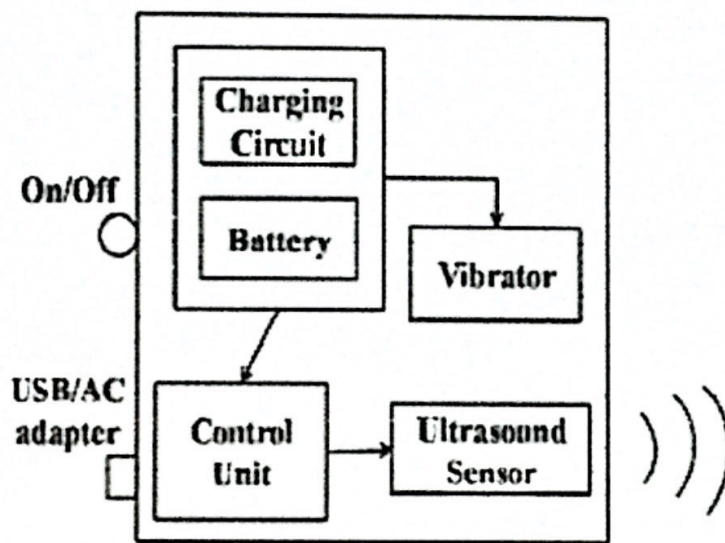 Charging
Circuit
On/Off
Battery
Vibrator
USB/AC
adapter
Control
Unit
Ultrasound
Sensor